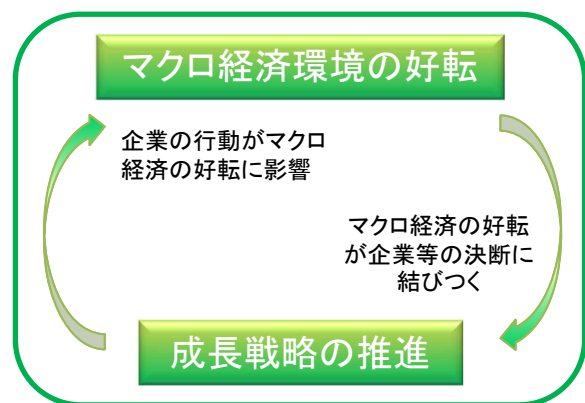 マクロ経済環境の好転
企業の行動がマクロ
経済の好転に影響
マクロ経済の好転
が企業等の決断に
結びつく
成長戦略の推進